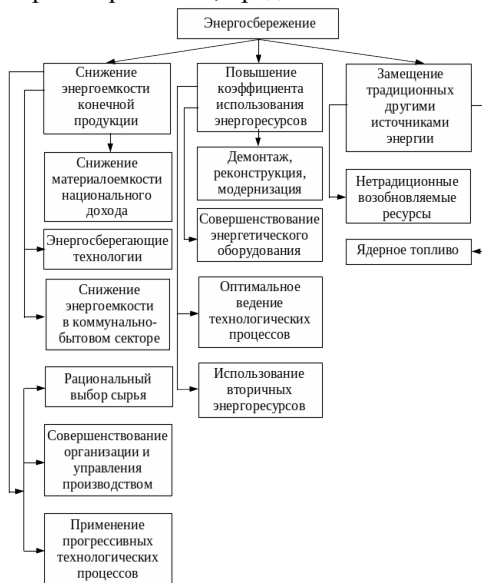 Энергосбережение
Снижение
энергоемкости
конечной
продукции
Снижение
материалоемкости
национального
дохода
Энергосберегающие
технологии
Снижение
энергоемкости
в коммунально-
бытовом секторе
Рациональный
выбор сырья
Совершенствование
организации и
управления
производством
Применение
прогрессивных
технологических
процессов
Повышение
коэффициента
использования
энергоресурсов
Демонтаж,
реконструкция,
модернизация
Совершенствование
энергетического
оборудования
Оптимальное
ведение
технологических
процессов
Использование
вторичных
энергоресурсов
Замещение
традиционных
другими
источниками
энергии
Нетрадиционные
возобновляемые
ресурсы
Ядерное топливо